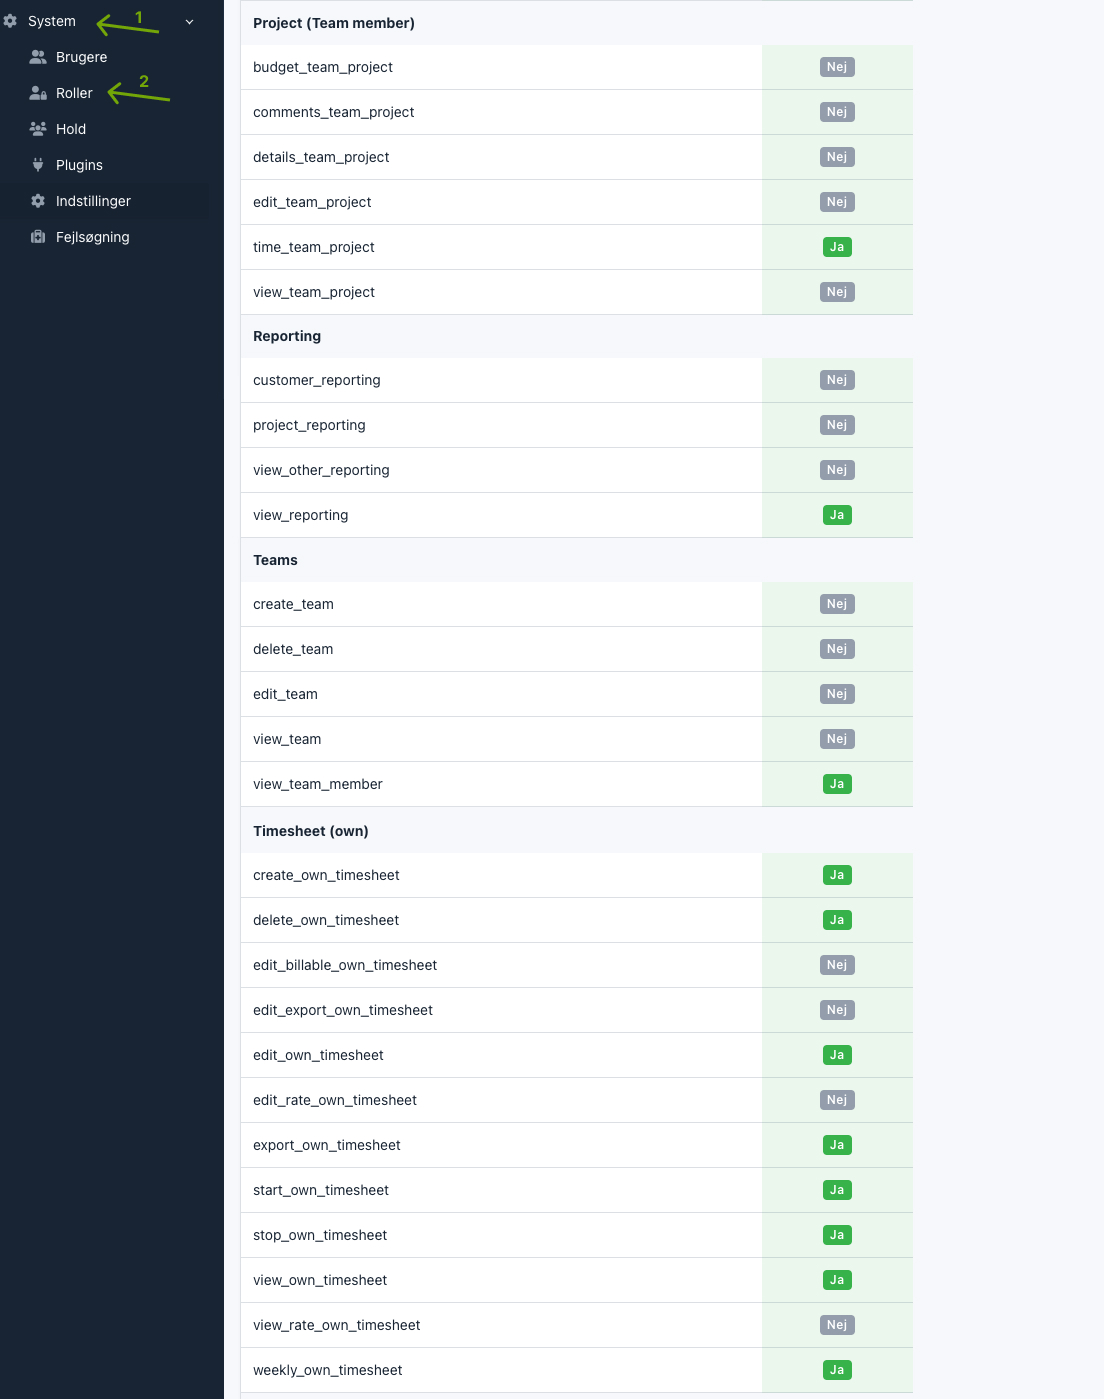 System
1
Brugere
Roller
2
Hold
Plugins
Indstillinger
Fejlsøgning
Project (Team member)
budget_team_project Nej
comments_team_project Nej
details_team_project Nej
edit_team_project Nej
time_team_project Ja
view_team_project Nej
Reporting
customer_reporting Nej
project_reporting Nej
view_other_reporting Nej
view_reporting Ja
Teams
create_team Nej
delete_team Nej
edit_team Nej
view_team Nej
view_team_member Ja
Timesheet (own)
create_own_timesheet Ja
delete_own_timesheet Ja
edit_billable_own_timesheet Nej
edit_export_own_timesheet Nej
edit_own_timesheet Ja
edit_rate_own_timesheet Nej
export_own_timesheet Ja
start_own_timesheet Ja
stop_own_timesheet Ja
view_own_timesheet Ja
view_rate_own_timesheet Nej
weekly_own_timesheet Ja